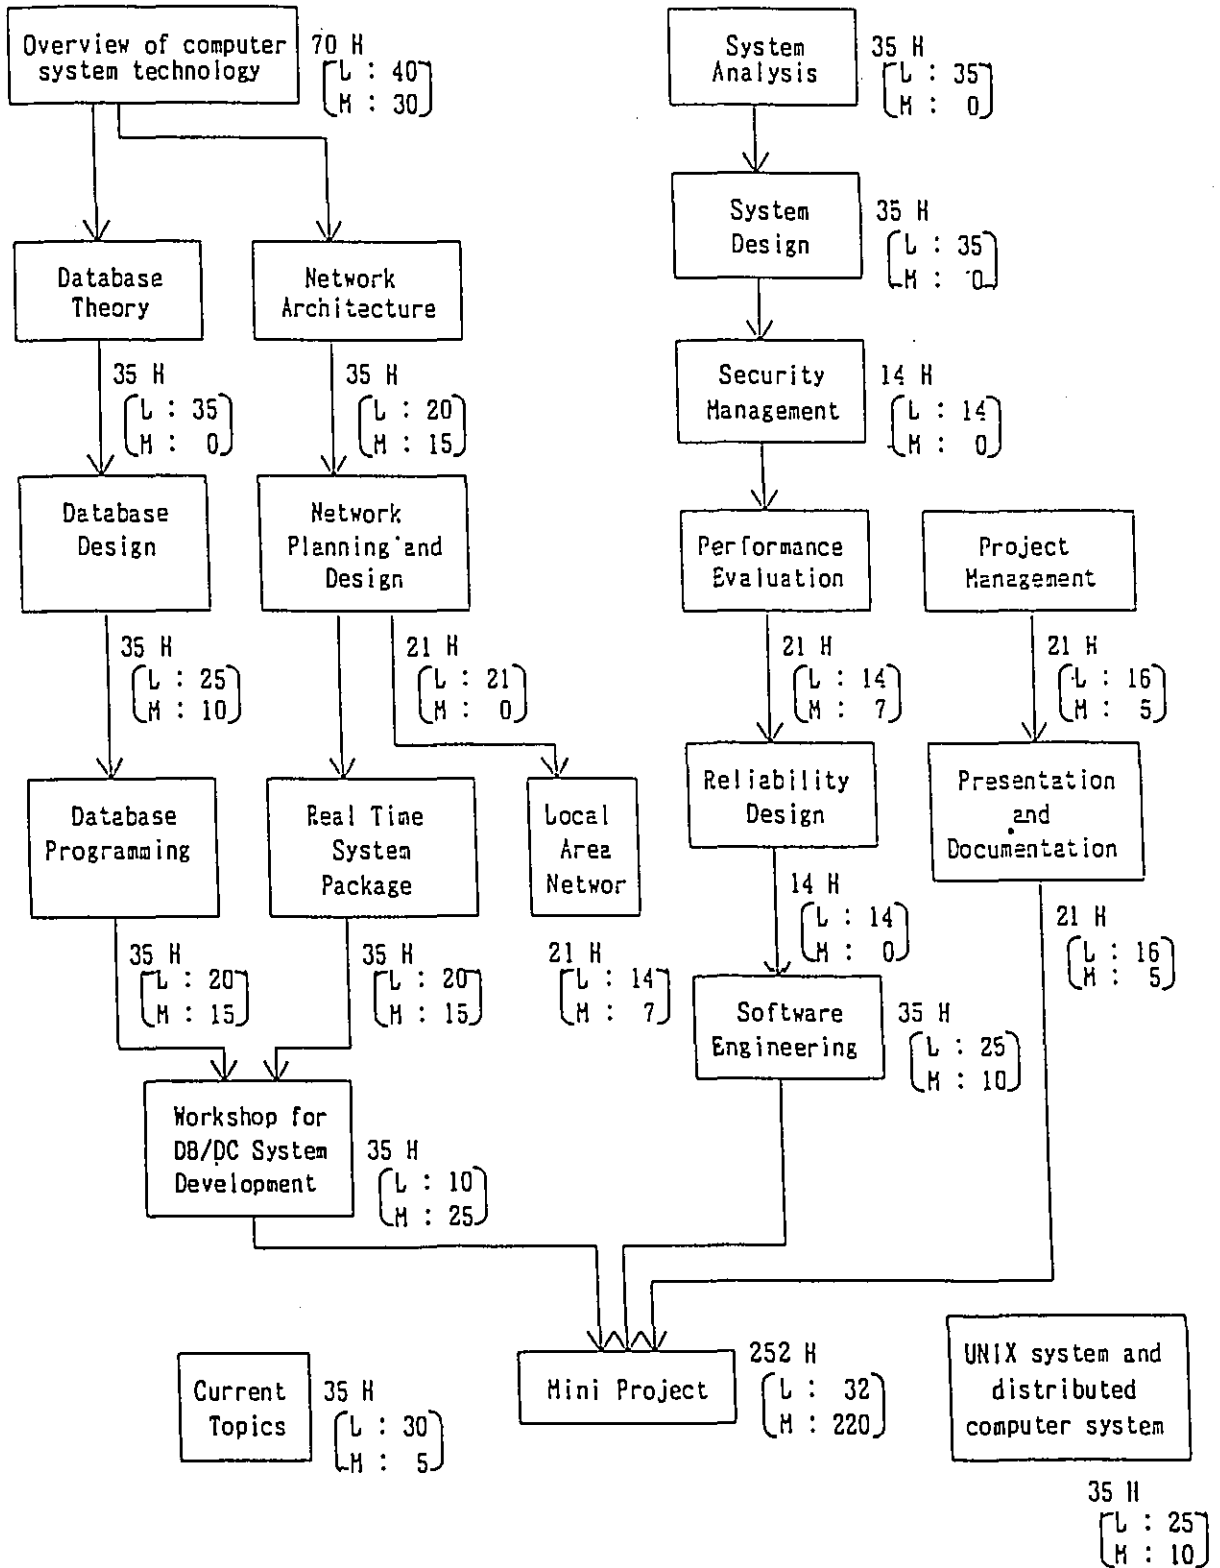 Overview of computer
system technology
70 H
L : 40
M : 30
System
Analysis
35 H
L : 35
M : 0
System
Design
35 H
L : 35
M : 0
Database
Theory
35 H
L : 35
M : 0
Network
Architecture
35 H
L : 20
M : 15
Security
Management
14 H
L : 14
M : 0
Database
Design
35 H
L : 25
M : 10
Network
Planning and
Design
21 H
L : 21
M : 0
Performance
Evaluation
21 H
L : 14
M : 7
Project
Management
21 H
L : 16
M : 5
Database
Programming
35 H
L : 20
M : 15
Real Time
System
Package
35 H
L : 20
M : 15
Local
Area
Networ
21 H
L : 14
M : 7
Reliability
Design
14 H
L : 14
M : 0
Presentation
and
Documentation
21 H
L : 16
M : 5
Software
Engineering
35 H
L : 25
M : 10
Workshop for
DB/DC System
Development
35 H
L : 10
M : 25
Current
Topics
35 H
L : 30
M : 5
Mini Project
252 H
L : 32
M : 220
UNIX system and
distributed
computer system
35 H
L : 25
M : 10